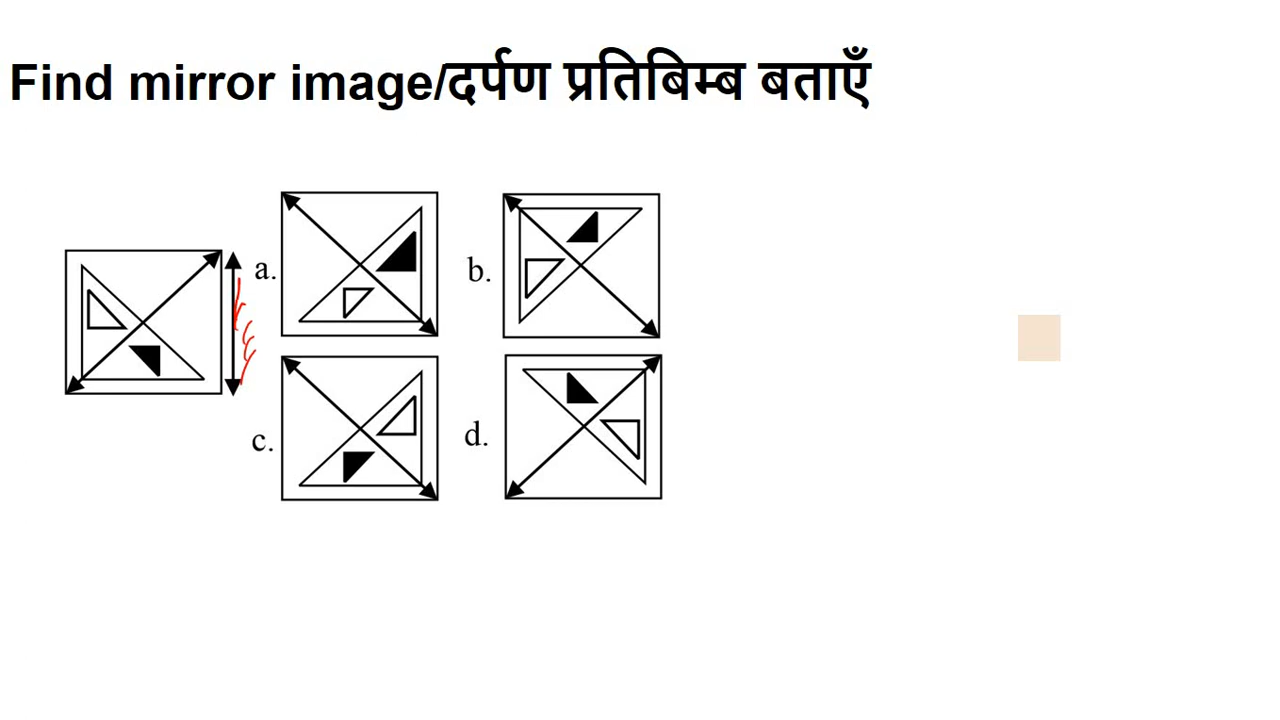 Find mirror image/दर्पण प्रतिबिम्ब बताएँ
a.
b.
c.
d.